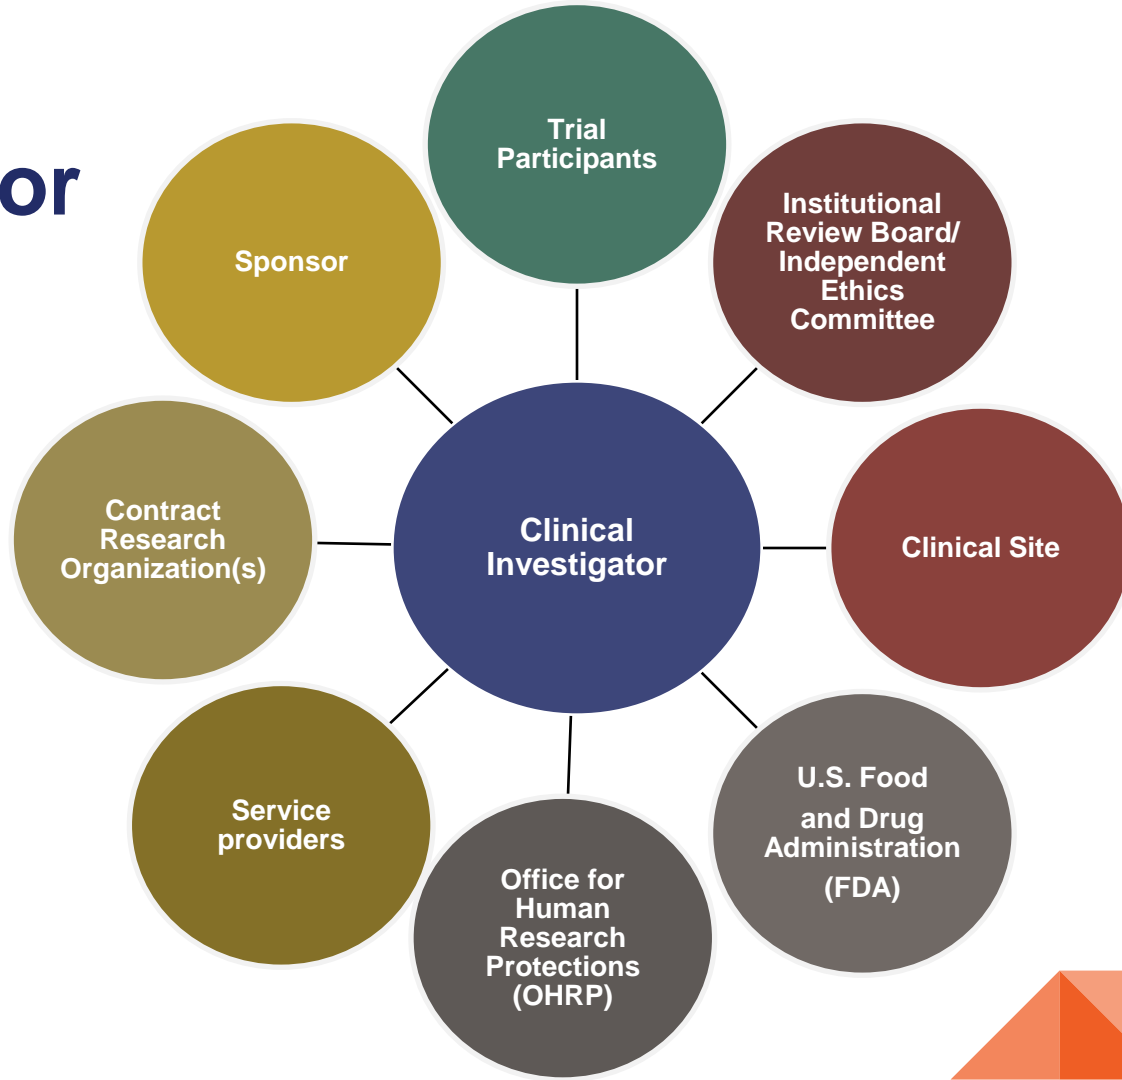 or
Trial
Participants
Institutional
Review Board/
Independent
Ethics
Committee
Sponsor
Contract
Research
Organization(s)
Clinical
Investigator
Clinical Site
Service
providers
U.S. Food
and Drug
Administration
(FDA)
Office for
Human
Research
Protections
(OHRP)